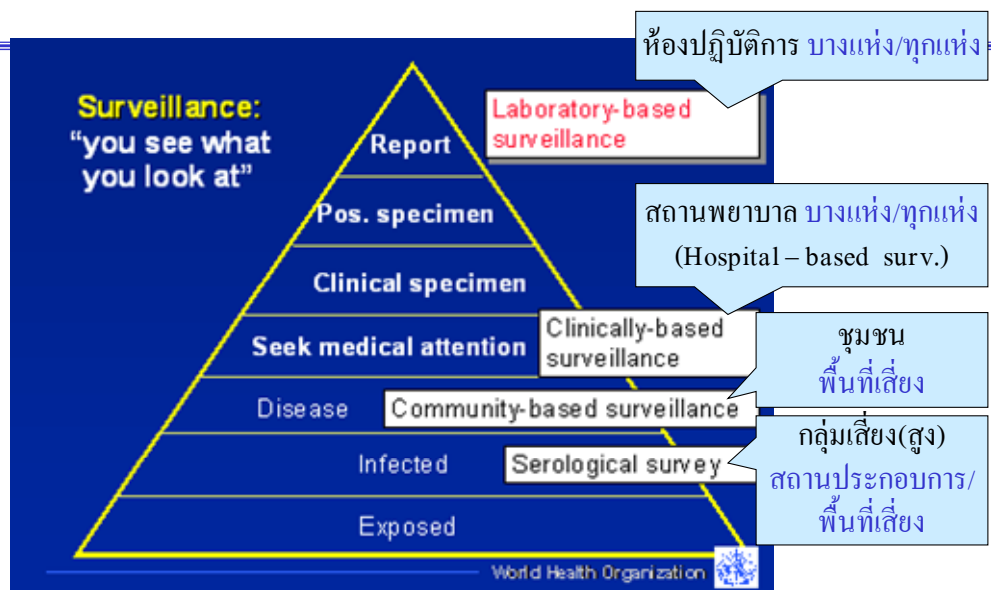 ห้องปฏิบัติการ บางแห่ง/ทุกแห่ง
Surveillance:
"you see what
you look at"
Laboratory-based
surveillance
Report
Pos. specimen
สถานพยาบาล บางแห่ง/ทุกแห่ง
(Hospital – based surv.)
Clinical specimen
Seek medical attention
Clinically-based
surveillance
ชุมชน
พื้นที่เสี่ยง
Disease
Community-based surveillance
กลุ่มเสี่ยง(สูง)
สถานประกอบการ/
พื้นที่เสี่ยง
Infected
Serological survey
Exposed
World Health Organization